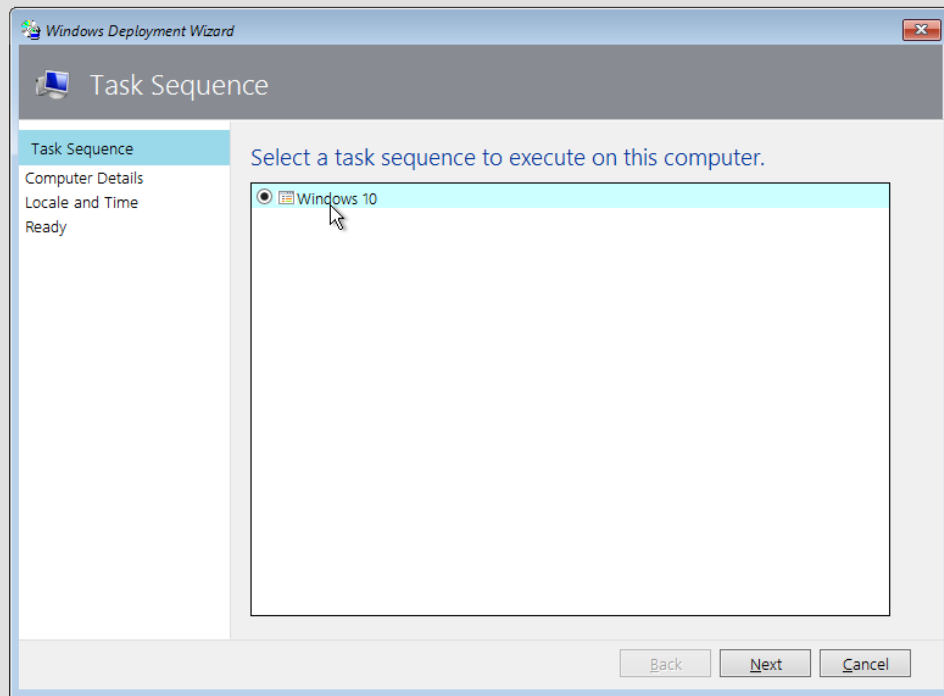 Windows Deployment Wizard
Task Sequence
Task Sequence
Computer Details
Locale and Time
Ready
Select a task sequence to execute on this computer.
Windows 10
Back Next Cancel